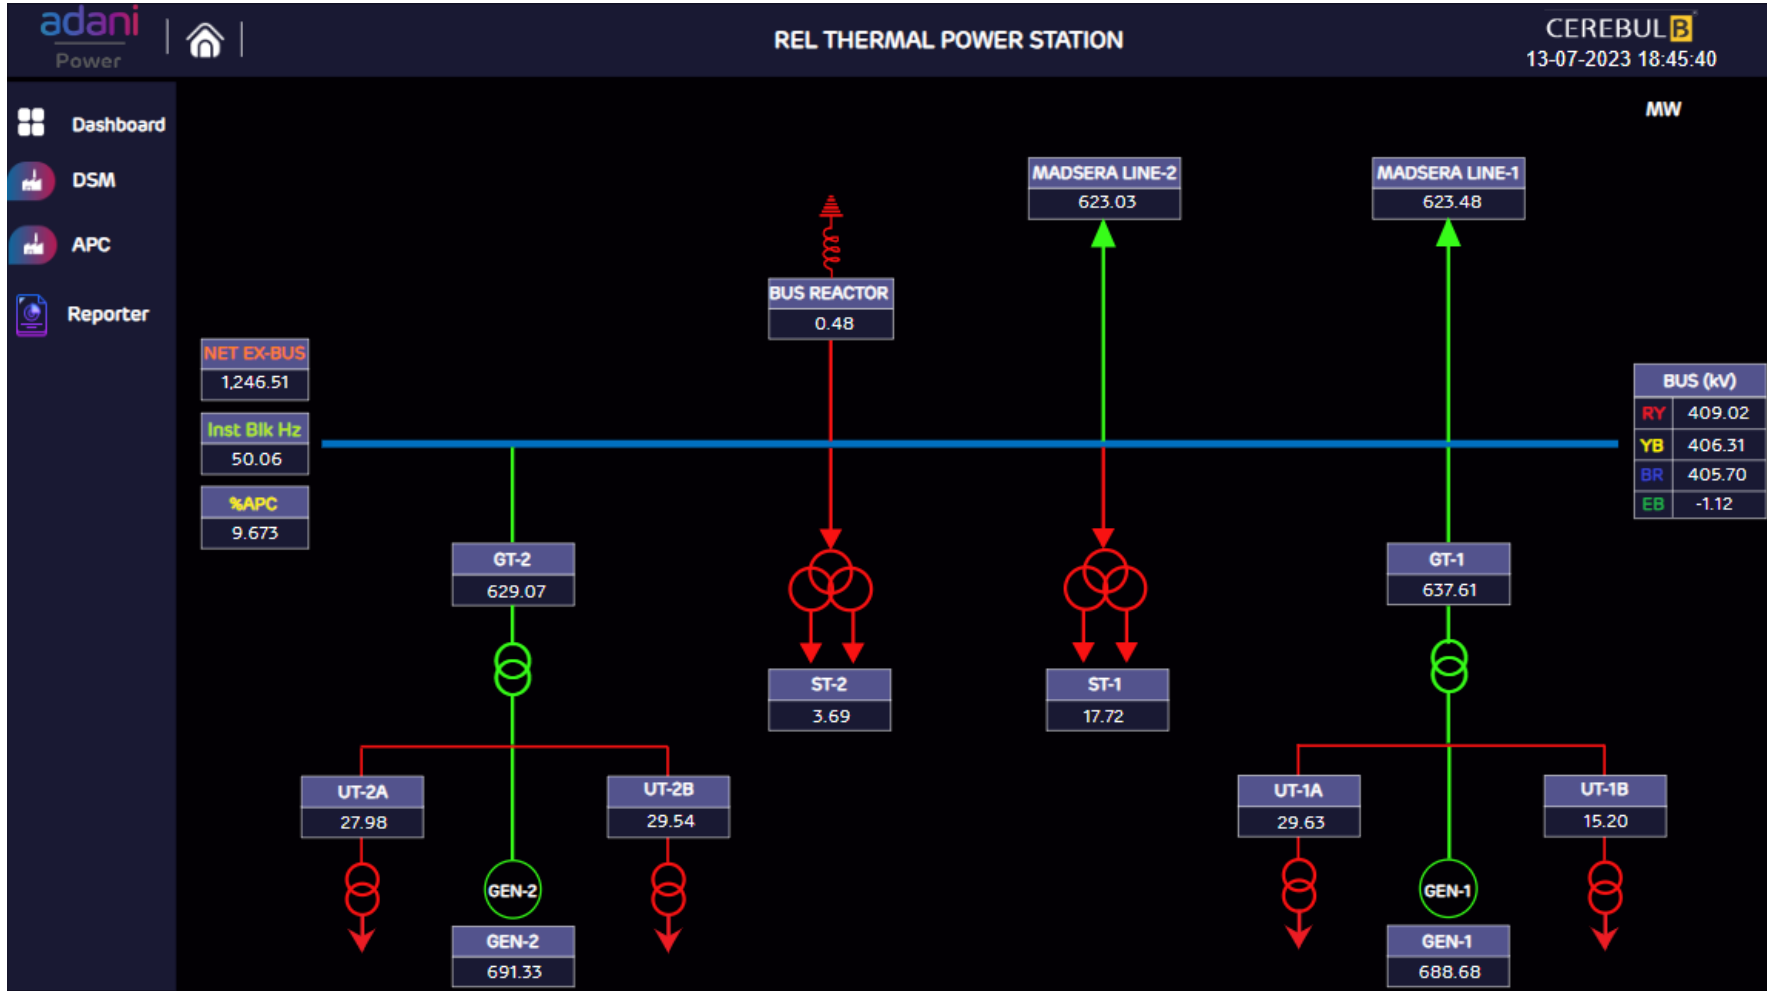 adani
Power
REL THERMAL POWER STATION
CEREBULB
13-07-2023 18:45:40
Dashboard
DSM
APC
Reporter
MW
MADSERA LINE-2
623.03
MADSERA LINE-1
623.48
BUS REACTOR
0.48
NET EX-BUS
1,246.51
Inst Blk Hz
50.06
%APC
9.673
BUS (kV)
RY 409.02
YB 406.31
BR 405.70
EB -1.12
GT-2
629.07
GT-1
637.61
ST-2
3.69
ST-1
17.72
UT-2A
27.98
UT-2B
29.54
UT-1A
29.63
UT-1B
15.20
GEN-2
GEN-2
691.33
GEN-1
GEN-1
688.68